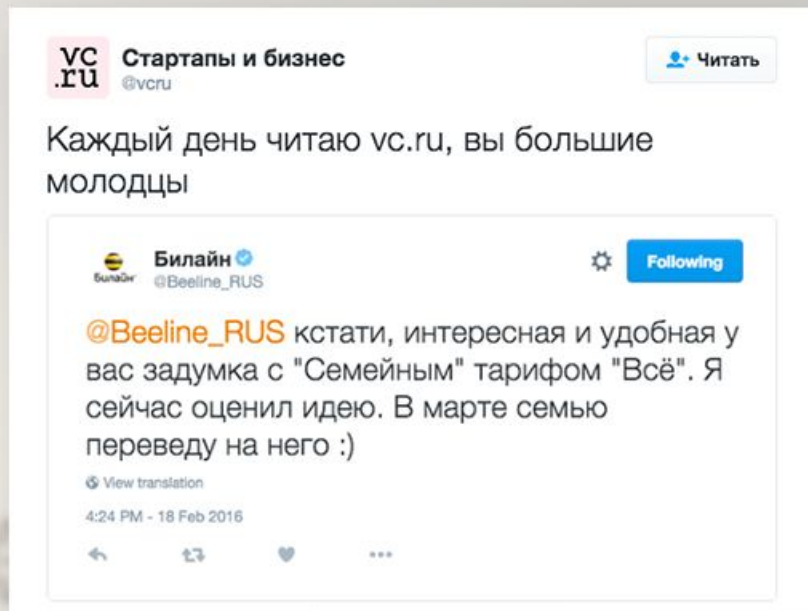 vc
.ru
Стартапы и бизнес
@vcru
Читать
Каждый день читаю vc.ru, вы большие
молодцы
Билайн
Билайн
@Beeline_RUS
Following
@Beeline_RUS кстати, интересная и удобная у
вас задумка с "Семейным" тарифом "Всё". Я
сейчас оценил идею. В марте семью
переведу на него :)
View translation
4:24 PM - 18 Feb 2016